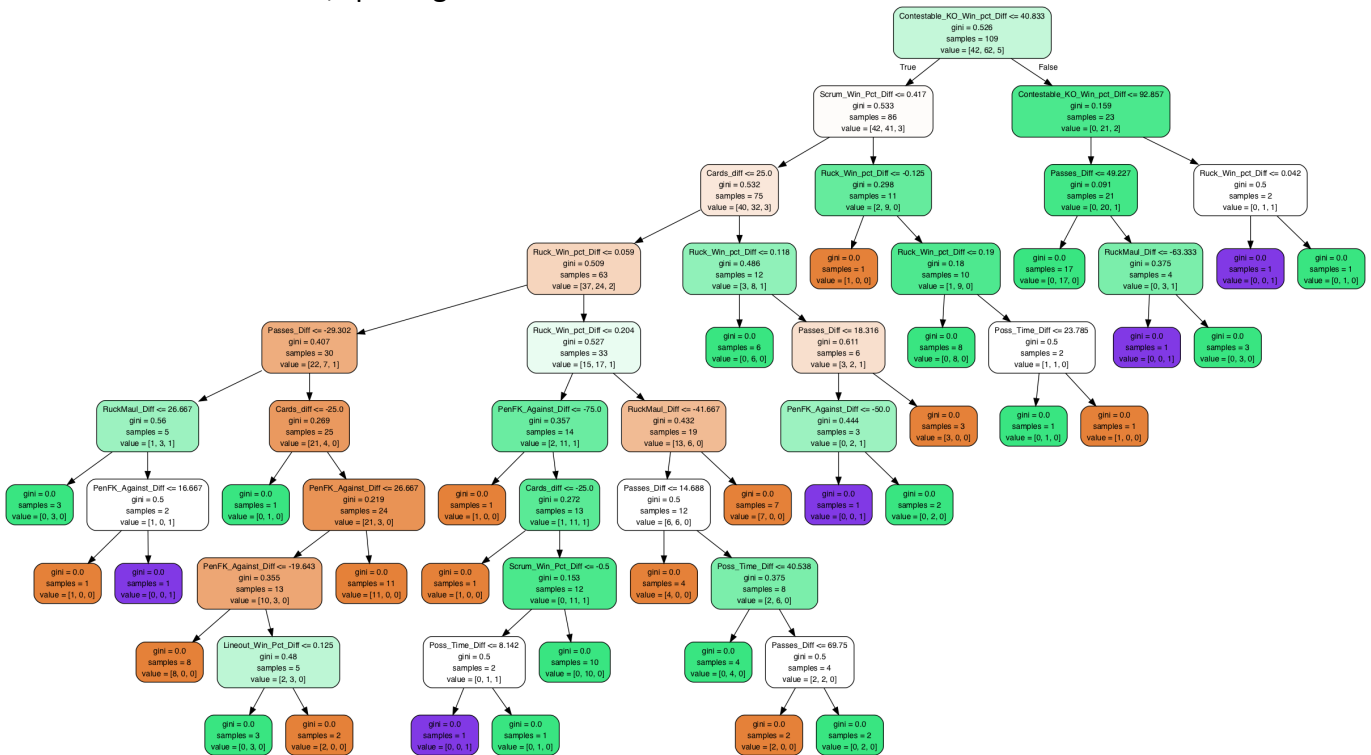 Contestable_KO_Win_pct_Diff <= 40.833
gini = 0.526
samples = 109
value = [42, 62, 5]
True
False
Scrum_Win_Pct_Diff <= 0.417
gini = 0.533
samples = 86
value = [42, 41, 3]
Contestable_KO_Win_pct_Diff <= 92.857
gini = 0.159
samples = 23
value = [0, 21, 2]
Cards_diff <= 25.0
gini = 0.532
samples = 75
value = [40, 32, 3]
Ruck_Win_pct_Diff <= -0.125
gini = 0.298
samples = 11
value = [2, 9, 0]
Passes_Diff <= 49.227
gini = 0.091
samples = 21
value = [0, 20, 1]
Ruck_Win_pct_Diff <= 0.042
gini = 0.5
samples = 2
value = [0, 1, 1]
Ruck_Win_pct_Diff <= 0.059
gini = 0.509
samples = 63
value = [37, 24, 2]
Ruck_Win_pct_Diff <= 0.118
gini = 0.486
samples = 12
value = [3, 8, 1]
gini = 0.0
samples = 1
value = [1, 0, 0]
Ruck_Win_pct_Diff <= 0.19
gini = 0.18
samples = 10
value = [1, 9, 0]
gini = 0.0
samples = 17
value = [0, 17, 0]
RuckMaul_Diff <= -63.333
gini = 0.375
samples = 4
value = [0, 3, 1]
gini = 0.0
samples = 1
value = [0, 0, 1]
gini = 0.0
samples = 1
value = [0, 1, 0]
Passes_Diff <= -29.302
gini = 0.407
samples = 30
value = [22, 7, 1]
Ruck_Win_pct_Diff <= 0.204
gini = 0.527
samples = 33
value = [15, 17, 1]
gini = 0.0
samples = 6
value = [0, 6, 0]
Passes_Diff <= 18.316
gini = 0.611
samples = 6
value = [3, 2, 1]
gini = 0.0
samples = 8
value = [0, 8, 0]
Poss_Time_Diff <= 23.785
gini = 0.5
samples = 2
value = [1, 1, 0]
gini = 0.0
samples = 1
value = [0, 0, 1]
gini = 0.0
samples = 3
value = [0, 3, 0]
RuckMaul_Diff <= 26.667
gini = 0.56
samples = 5
value = [1, 3, 1]
Cards_diff <= -25.0
gini = 0.269
samples = 25
value = [21, 4, 0]
PenFK_Against_Diff <= -75.0
gini = 0.357
samples = 14
value = [2, 11, 1]
RuckMaul_Diff <= -41.667
gini = 0.432
samples = 19
value = [13, 6, 0]
PenFK_Against_Diff <= -50.0
gini = 0.444
samples = 3
value = [0, 2, 1]
gini = 0.0
samples = 3
value = [3, 0, 0]
gini = 0.0
samples = 1
value = [0, 1, 0]
gini = 0.0
samples = 1
value = [1, 0, 0]
gini = 0.0
samples = 3
value = [0, 3, 0]
PenFK_Against_Diff <= 16.667
gini = 0.5
samples = 2
value = [1, 0, 1]
gini = 0.0
samples = 1
value = [0, 1, 0]
PenFK_Against_Diff <= 26.667
gini = 0.219
samples = 24
value = [21, 3, 0]
gini = 0.0
samples = 1
value = [1, 0, 0]
Cards_diff <= -25.0
gini = 0.272
samples = 13
value = [1, 11, 1]
Passes_Diff <= 14.688
gini = 0.5
samples = 12
value = [6, 6, 0]
gini = 0.0
samples = 7
value = [7, 0, 0]
gini = 0.0
samples = 1
value = [0, 0, 1]
gini = 0.0
samples = 2
value = [0, 2, 0]
gini = 0.0
samples = 1
value = [1, 0, 0]
gini = 0.0
samples = 1
value = [0, 0, 1]
PenFK_Against_Diff <= -19.643
gini = 0.355
samples = 13
value = [10, 3, 0]
gini = 0.0
samples = 11
value = [11, 0, 0]
gini = 0.0
samples = 1
value = [1, 0, 0]
Scrum_Win_Pct_Diff <= -0.5
gini = 0.153
samples = 12
value = [0, 11, 1]
gini = 0.0
samples = 4
value = [4, 0, 0]
Poss_Time_Diff <= 40.538
gini = 0.375
samples = 8
value = [2, 6, 0]
gini = 0.0
samples = 8
value = [8, 0, 0]
Lineout_Win_Pct_Diff <= 0.125
gini = 0.48
samples = 5
value = [2, 3, 0]
Poss_Time_Diff <= 8.142
gini = 0.5
samples = 2
value = [0, 1, 1]
gini = 0.0
samples = 10
value = [0, 10, 0]
gini = 0.0
samples = 4
value = [0, 4, 0]
Passes_Diff <= 69.75
gini = 0.5
samples = 4
value = [2, 2, 0]
gini = 0.0
samples = 3
value = [0, 3, 0]
gini = 0.0
samples = 2
value = [2, 0, 0]
gini = 0.0
samples = 1
value = [0, 0, 1]
gini = 0.0
samples = 1
value = [0, 1, 0]
gini = 0.0
samples = 2
value = [2, 0, 0]
gini = 0.0
samples = 2
value = [0, 2, 0]